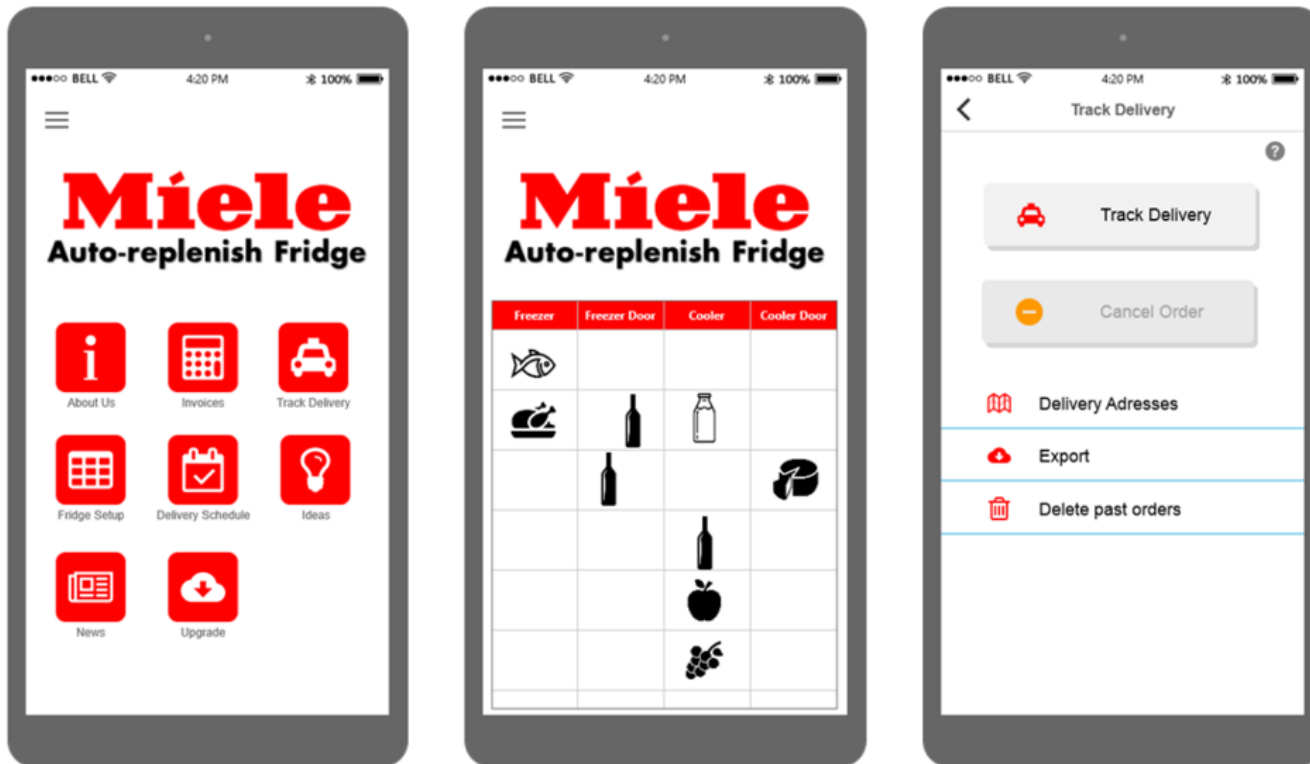 BELL 4:20 PM 100%
Miele
Auto-replenish Fridge
About Us Invoices Track Delivery
Fridge Setup Delivery Schedule Ideas
News Upgrade
BELL 4:20 PM 100%
Miele
Auto-replenish Fridge
Freezer Freezer Door Cooler Cooler Door
BELL 4:20 PM 100%
Track Delivery
?
Track Delivery
Cancel Order
Delivery Adresses
Export
Delete past orders